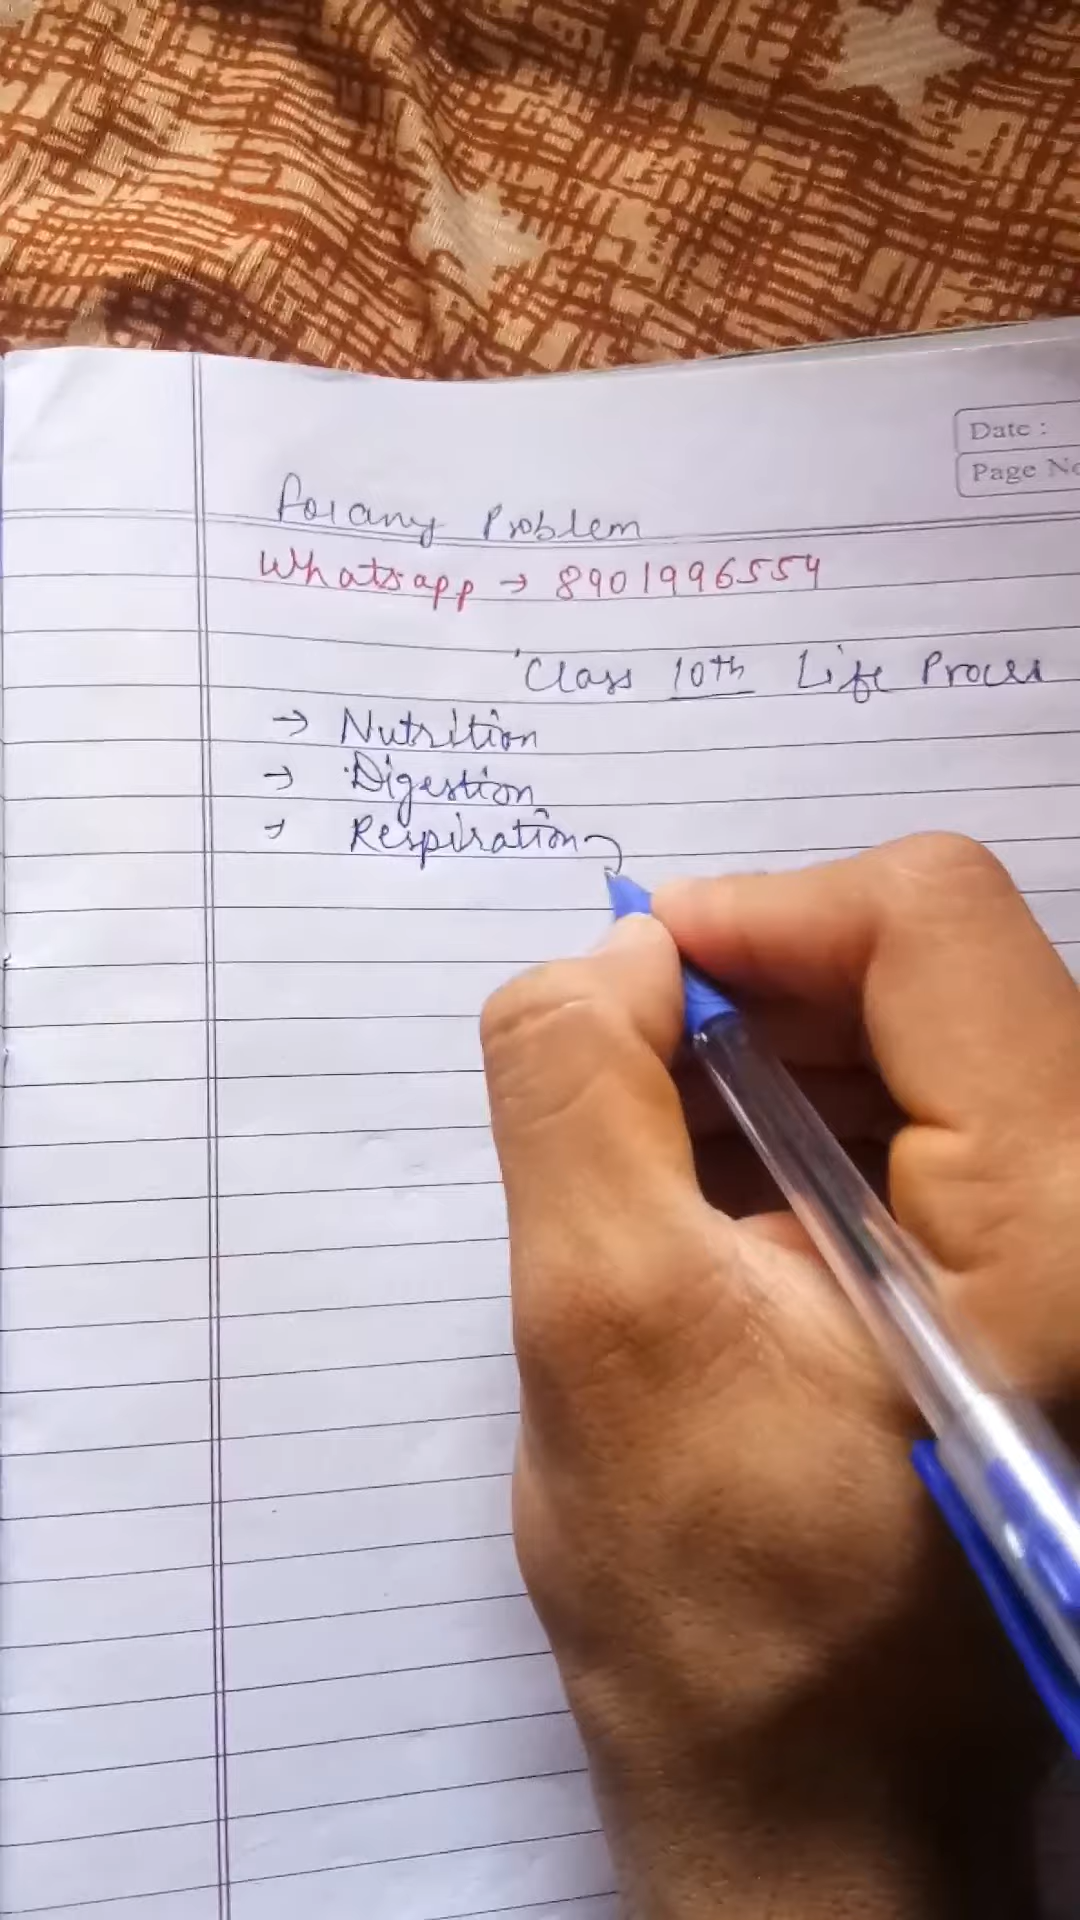 Date :
Page No
For any Problem
Whatsapp → 8901996554
Class 10th Life Process
→ Nutrition
→ Digestion
→ Respiration